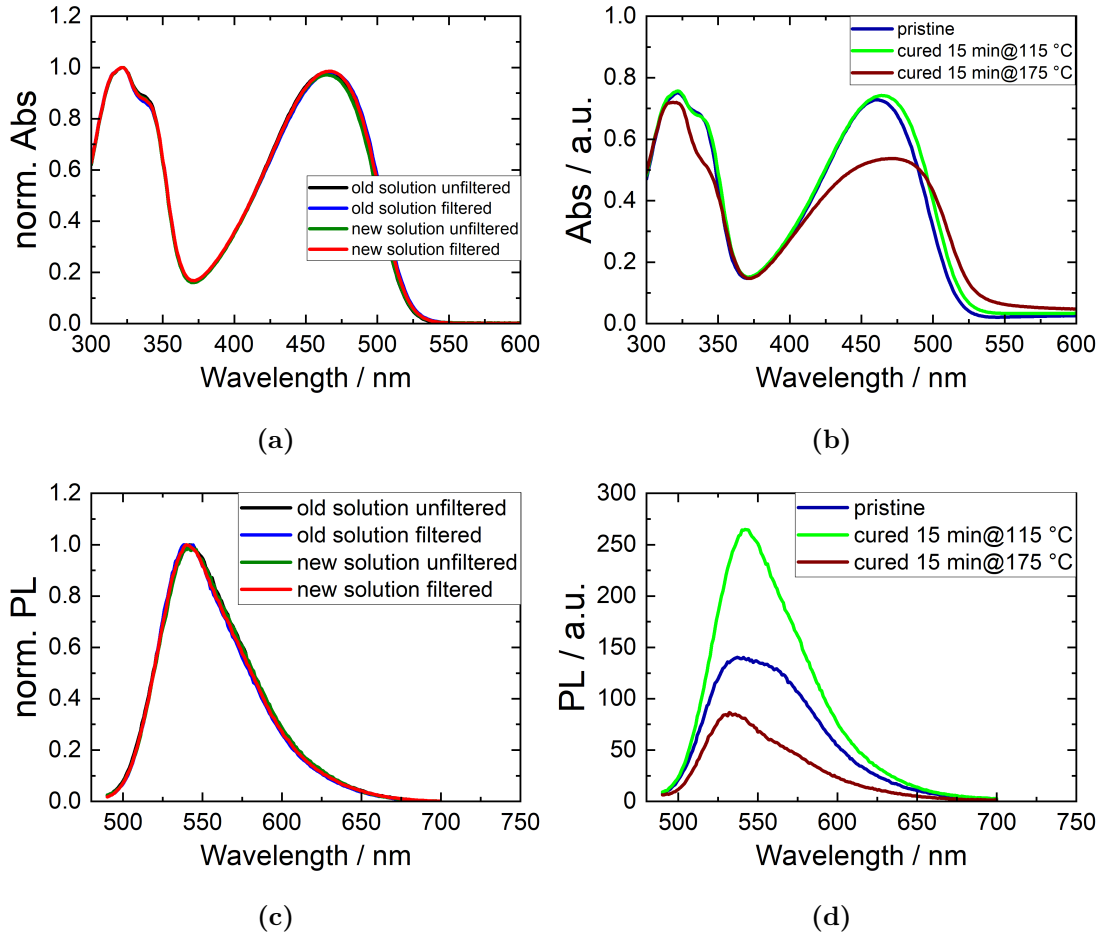 norm. Abs
1.2
1.0
0.8
0.6
0.4
0.2
0.0
300 350 400 450 500 550 600
Wavelength / nm
old solution unfiltered
old solution filtered
new solution unfiltered
new solution filtered
(a)
Abs / a.u.
1.0
0.8
0.6
0.4
0.2
0.0
300 350 400 450 500 550 600
Wavelength / nm
pristine
cured 15 min@115 °C
cured 15 min@175 °C
(b)
norm. PL
1.2
1.0
0.8
0.6
0.4
0.2
0.0
500 550 600 650 700 750
Wavelength / nm
old solution unfiltered
old solution filtered
new solution unfiltered
new solution filtered
(c)
PL / a.u.
300
250
200
150
100
50
0
500 550 600 650 700 750
Wavelength / nm
pristine
cured 15 min@115 °C
cured 15 min@175 °C
(d)